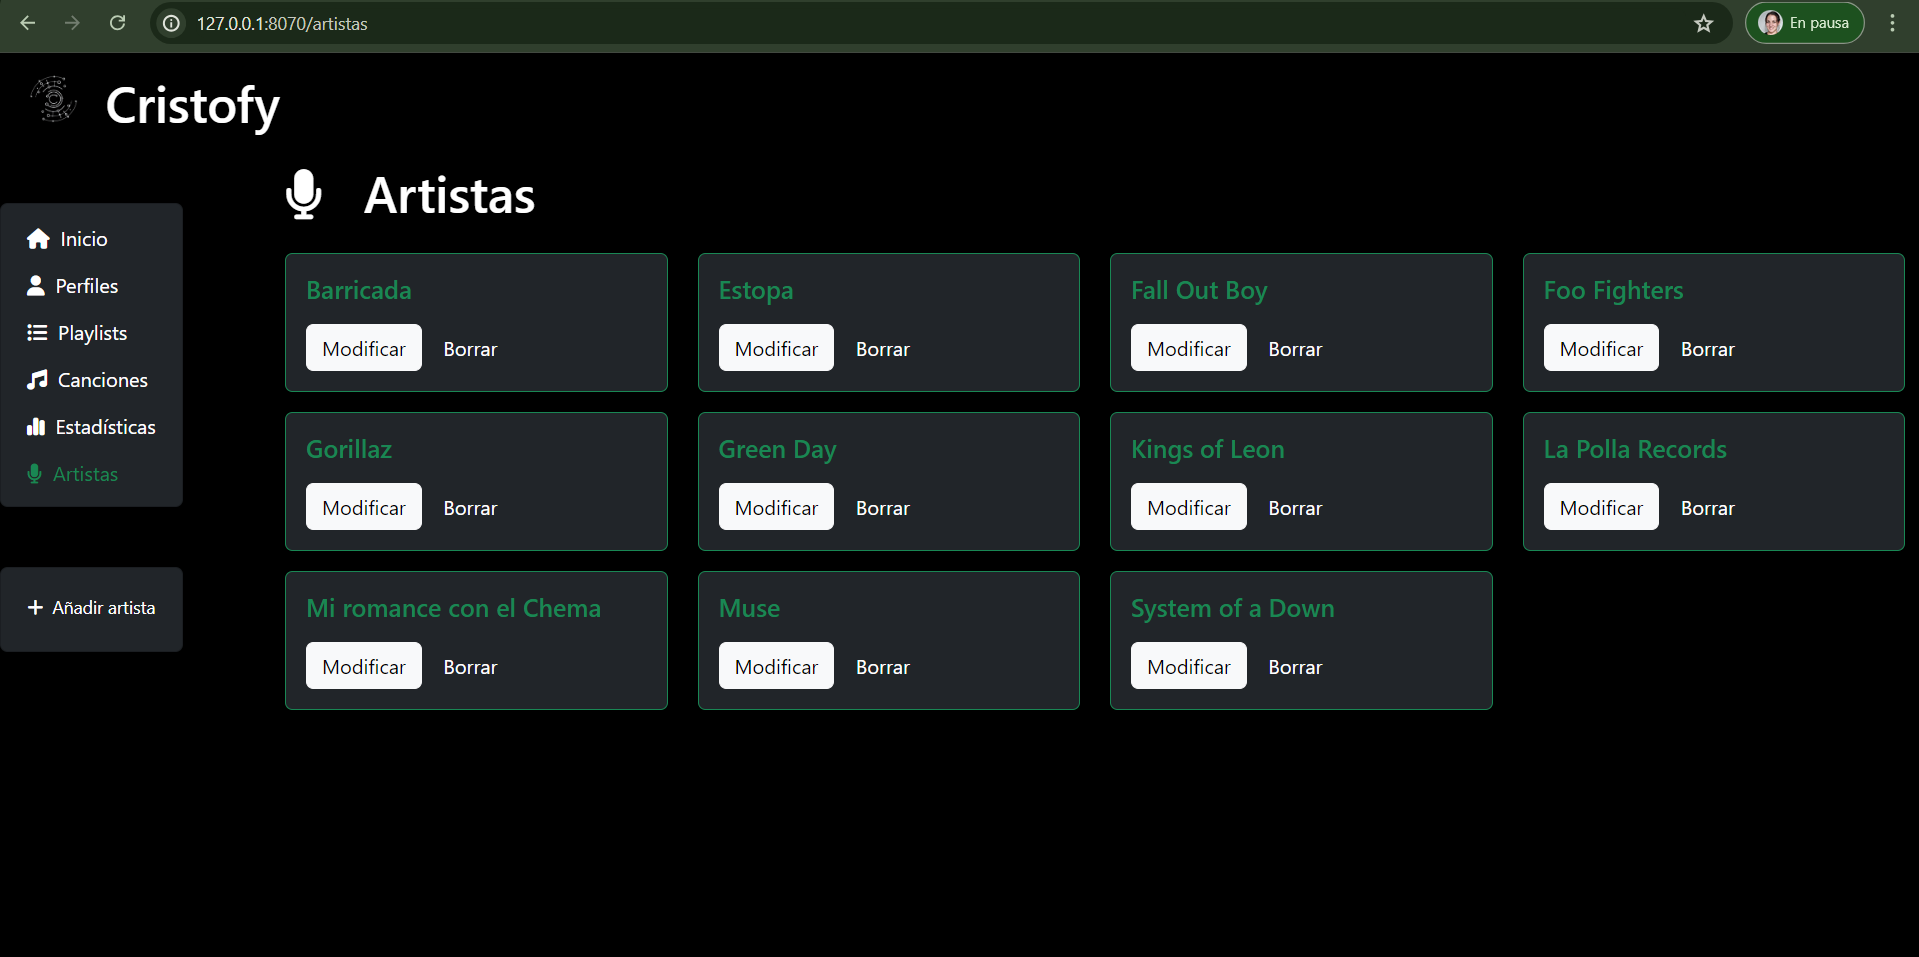 127.0.0.1:8070/artistas
En pausa
Cristofy
Artistas
Inicio
Perfiles
Playlists
Canciones
Estadísticas
Artistas
Añadir artista
Barricada
Modificar Borrar
Estopa
Modificar Borrar
Fall Out Boy
Modificar Borrar
Foo Fighters
Modificar Borrar
Gorillaz
Modificar Borrar
Green Day
Modificar Borrar
Kings of Leon
Modificar Borrar
La Polla Records
Modificar Borrar
Mi romance con el Chema
Modificar Borrar
Muse
Modificar Borrar
System of a Down
Modificar Borrar